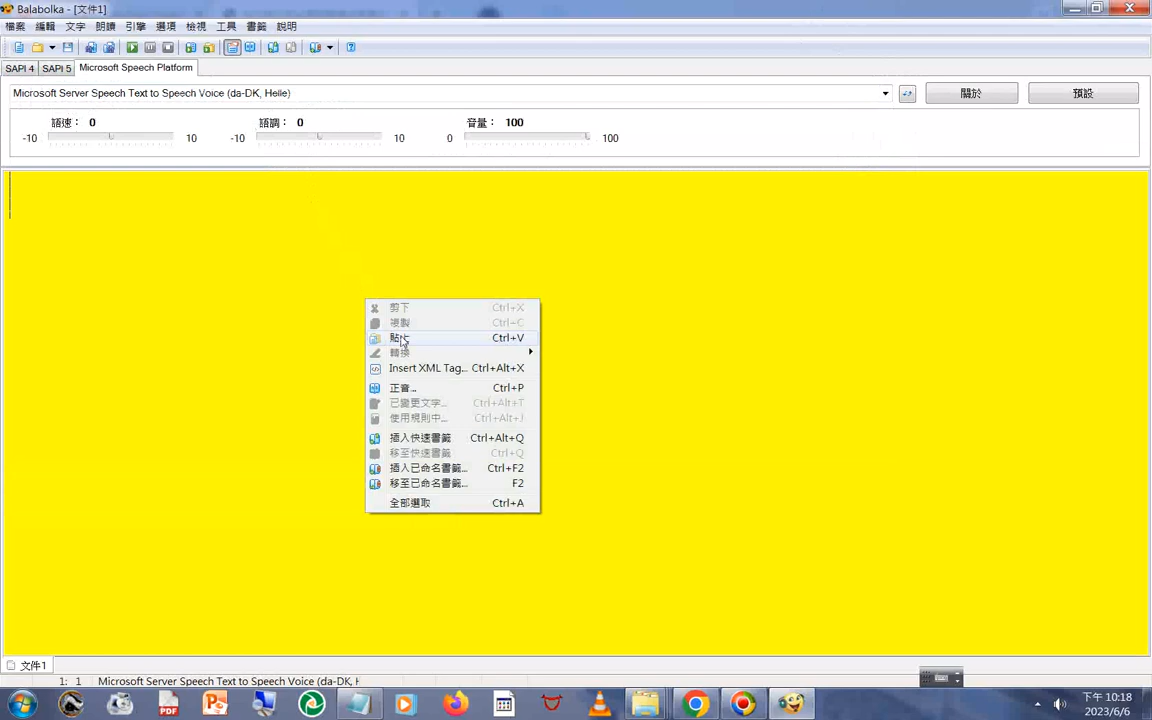 Balabolka - [文件1]
檔案 編輯 文字 朗讀 引擎 選項 檢視 工具 書籤 說明
SAPI 4 SAPI 5 Microsoft Speech Platform
Microsoft Server Speech Text to Speech Voice (da-DK, Helle) 關於 預設
語速： 0 語調： 0 音量： 100
-10 10 -10 10 0 100
剪下 Ctrl+X
複製 Ctrl+C
貼上 Ctrl+V
轉換
Insert XML Tag... Ctrl+Alt+X
正音... Ctrl+P
已變更文字... Ctrl+Alt+T
使用規則中... Ctrl+Alt+J
插入快速書籤 Ctrl+Alt+Q
移至快速書籤 Ctrl+Q
插入已命名書籤... Ctrl+F2
移至已命名書籤... F2
全部選取 Ctrl+A
文件1
1: 1 Microsoft Server Speech Text to Speech Voice (da-DK, H
下午 10:18
2023/6/6